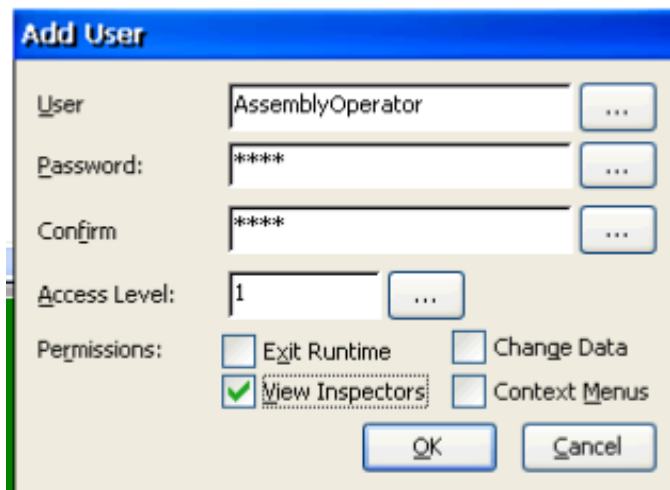 Add User
User AssemblyOperator ...
Password: **** ...
Confirm **** ...
Access Level: 1 ...
Permissions: Exit Runtime Change Data
View Inspectors Context Menus
OK Cancel